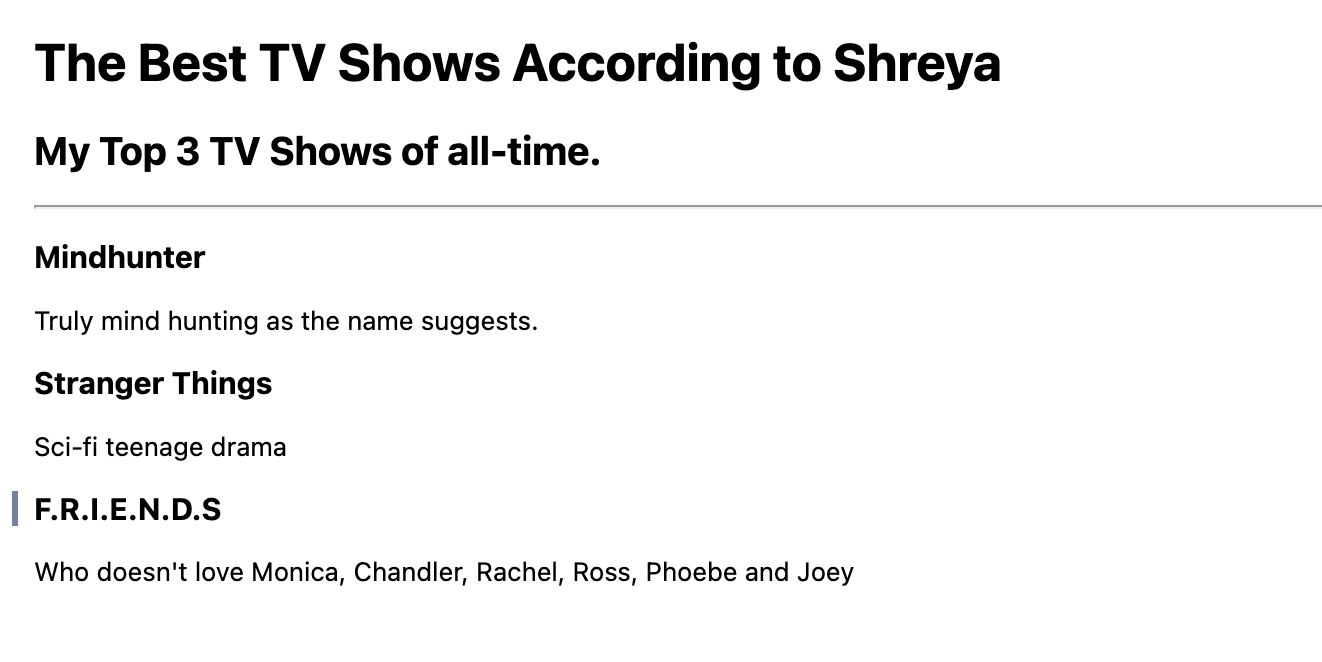 The Best TV Shows According to Shreya
My Top 3 TV Shows of all-time.
Mindhunter
Truly mind hunting as the name suggests.
Stranger Things
Sci-fi teenage drama
F.R.I.E.N.D.S
Who doesn't love Monica, Chandler, Rachel, Ross, Phoebe and Joey